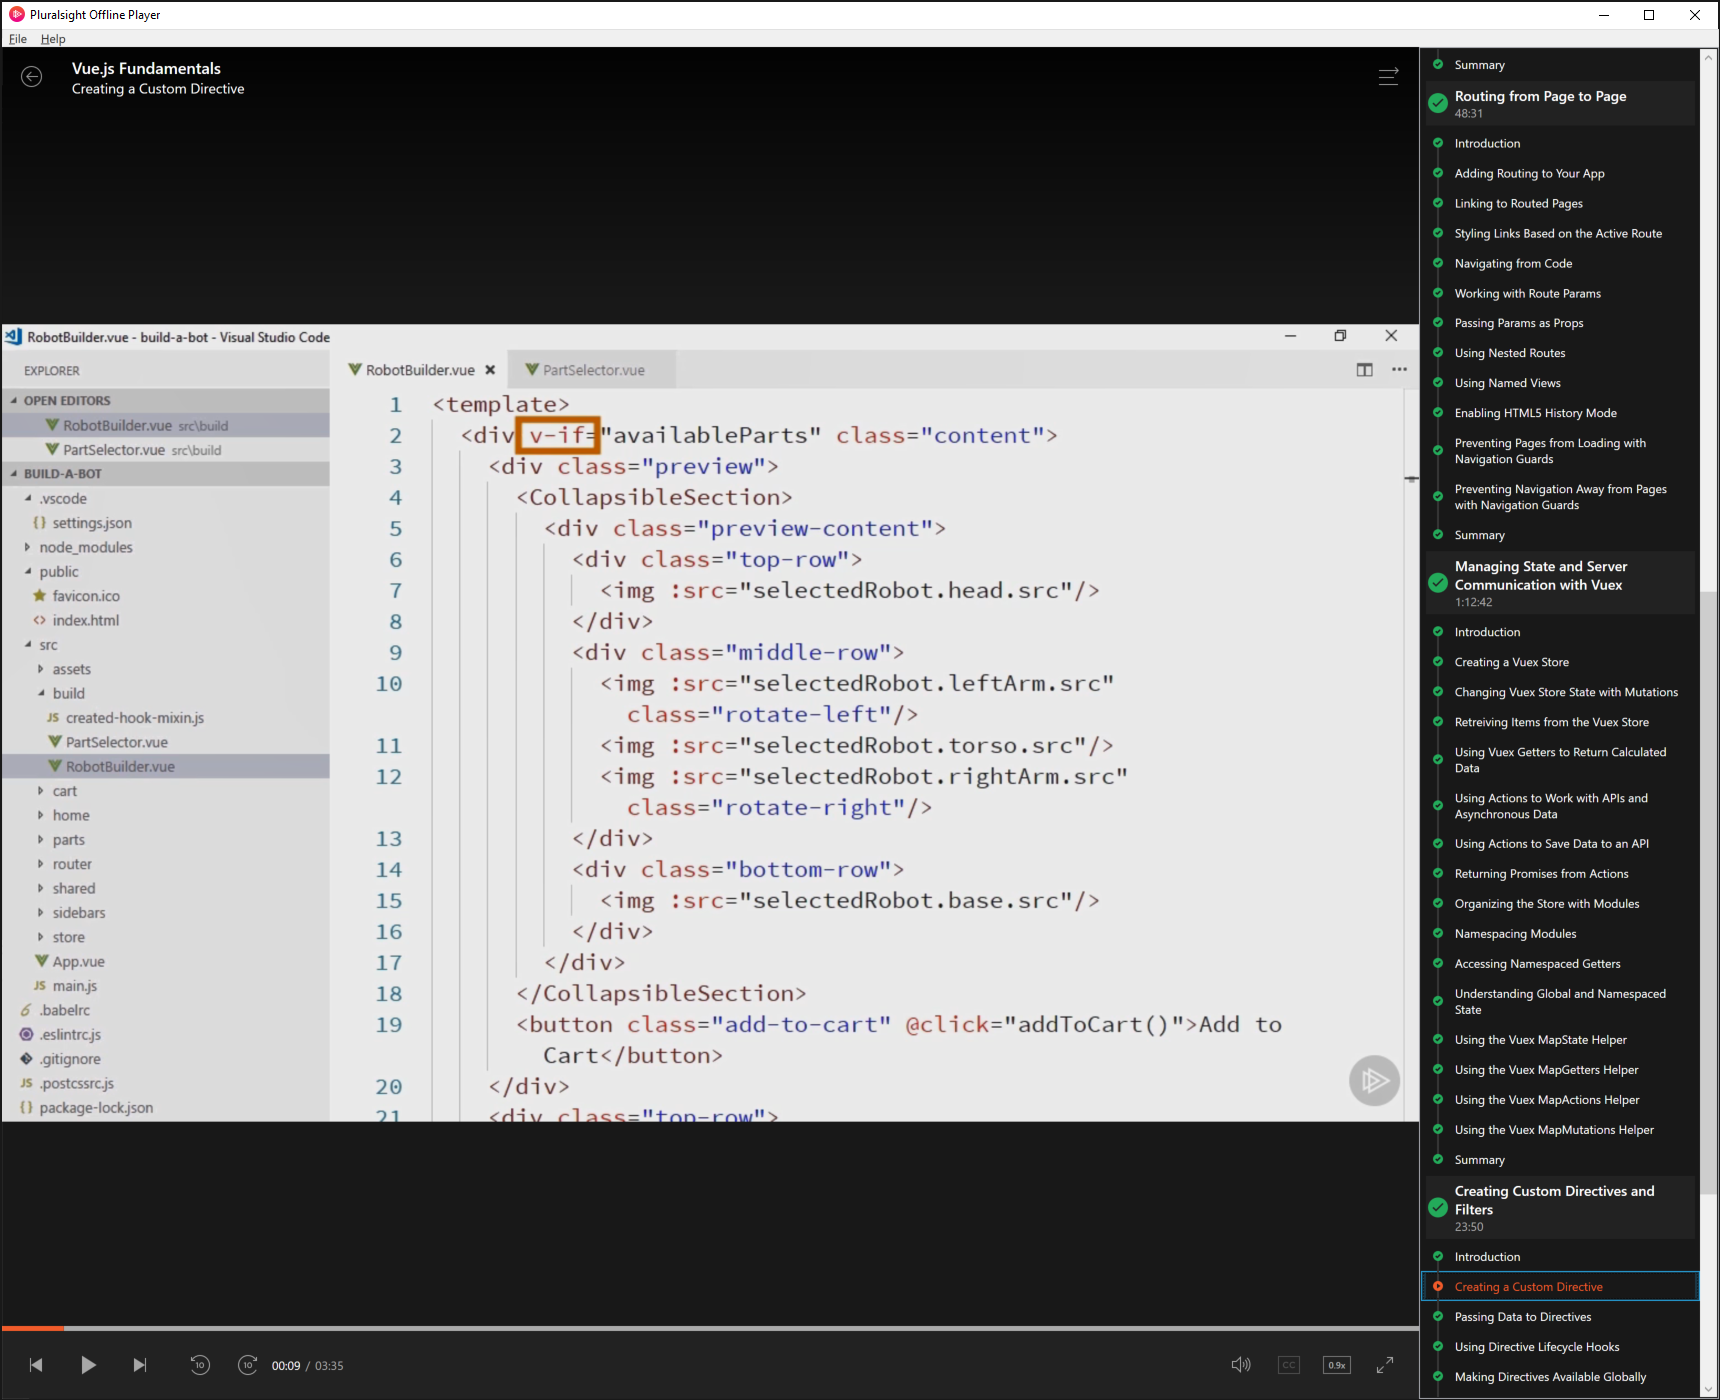 Pluralsight Offline Player
File Help
Vue.js Fundamentals
Creating a Custom Directive
RobotBuilder.vue - build-a-bot - Visual Studio Code
EXPLORER
OPEN EDITORS
RobotBuilder.vue src\build
PartSelector.vue src\build
BUILD-A-BOT
.vscode
{} settings.json
node_modules
public
favicon.ico
<> index.html
src
assets
build
JS created-hook-mixin.js
PartSelector.vue
RobotBuilder.vue
cart
home
parts
router
shared
sidebars
store
App.vue
JS main.js
.babelrc
.eslintrc.js
.gitignore
JS .postcssrc.js
{} package-lock.json
RobotBuilder.vue PartSelector.vue
1 <template>
2 <div v-if="availableParts" class="content">
3 <div class="preview">
4 <CollapsibleSection>
5 <div class="preview-content">
6 <div class="top-row">
7 <img :src="selectedRobot.head.src"/>
8 </div>
9 <div class="middle-row">
10 <img :src="selectedRobot.leftArm.src"
class="rotate-left"/>
11 <img :src="selectedRobot.torso.src"/>
12 <img :src="selectedRobot.rightArm.src"
class="rotate-right"/>
13 </div>
14 <div class="bottom-row">
15 <img :src="selectedRobot.base.src"/>
16 </div>
17 </div>
18 </CollapsibleSection>
19 <button class="add-to-cart" @click="addToCart()">Add to
Cart</button>
20 </div>
21 <div class="top-row">
10 10 00:09 / 03:35
CC 0.9x
Summary
Routing from Page to Page
48:31
Introduction
Adding Routing to Your App
Linking to Routed Pages
Styling Links Based on the Active Route
Navigating from Code
Working with Route Params
Passing Params as Props
Using Nested Routes
Using Named Views
Enabling HTML5 History Mode
Preventing Pages from Loading with
Navigation Guards
Preventing Navigation Away from Pages
with Navigation Guards
Summary
Managing State and Server
Communication with Vuex
1:12:42
Introduction
Creating a Vuex Store
Changing Vuex Store State with Mutations
Retreiving Items from the Vuex Store
Using Vuex Getters to Return Calculated
Data
Using Actions to Work with APIs and
Asynchronous Data
Using Actions to Save Data to an API
Returning Promises from Actions
Organizing the Store with Modules
Namespacing Modules
Accessing Namespaced Getters
Understanding Global and Namespaced
State
Using the Vuex MapState Helper
Using the Vuex MapGetters Helper
Using the Vuex MapActions Helper
Using the Vuex MapMutations Helper
Summary
Creating Custom Directives and
Filters
23:50
Introduction
Creating a Custom Directive
Passing Data to Directives
Using Directive Lifecycle Hooks
Making Directives Available Globally